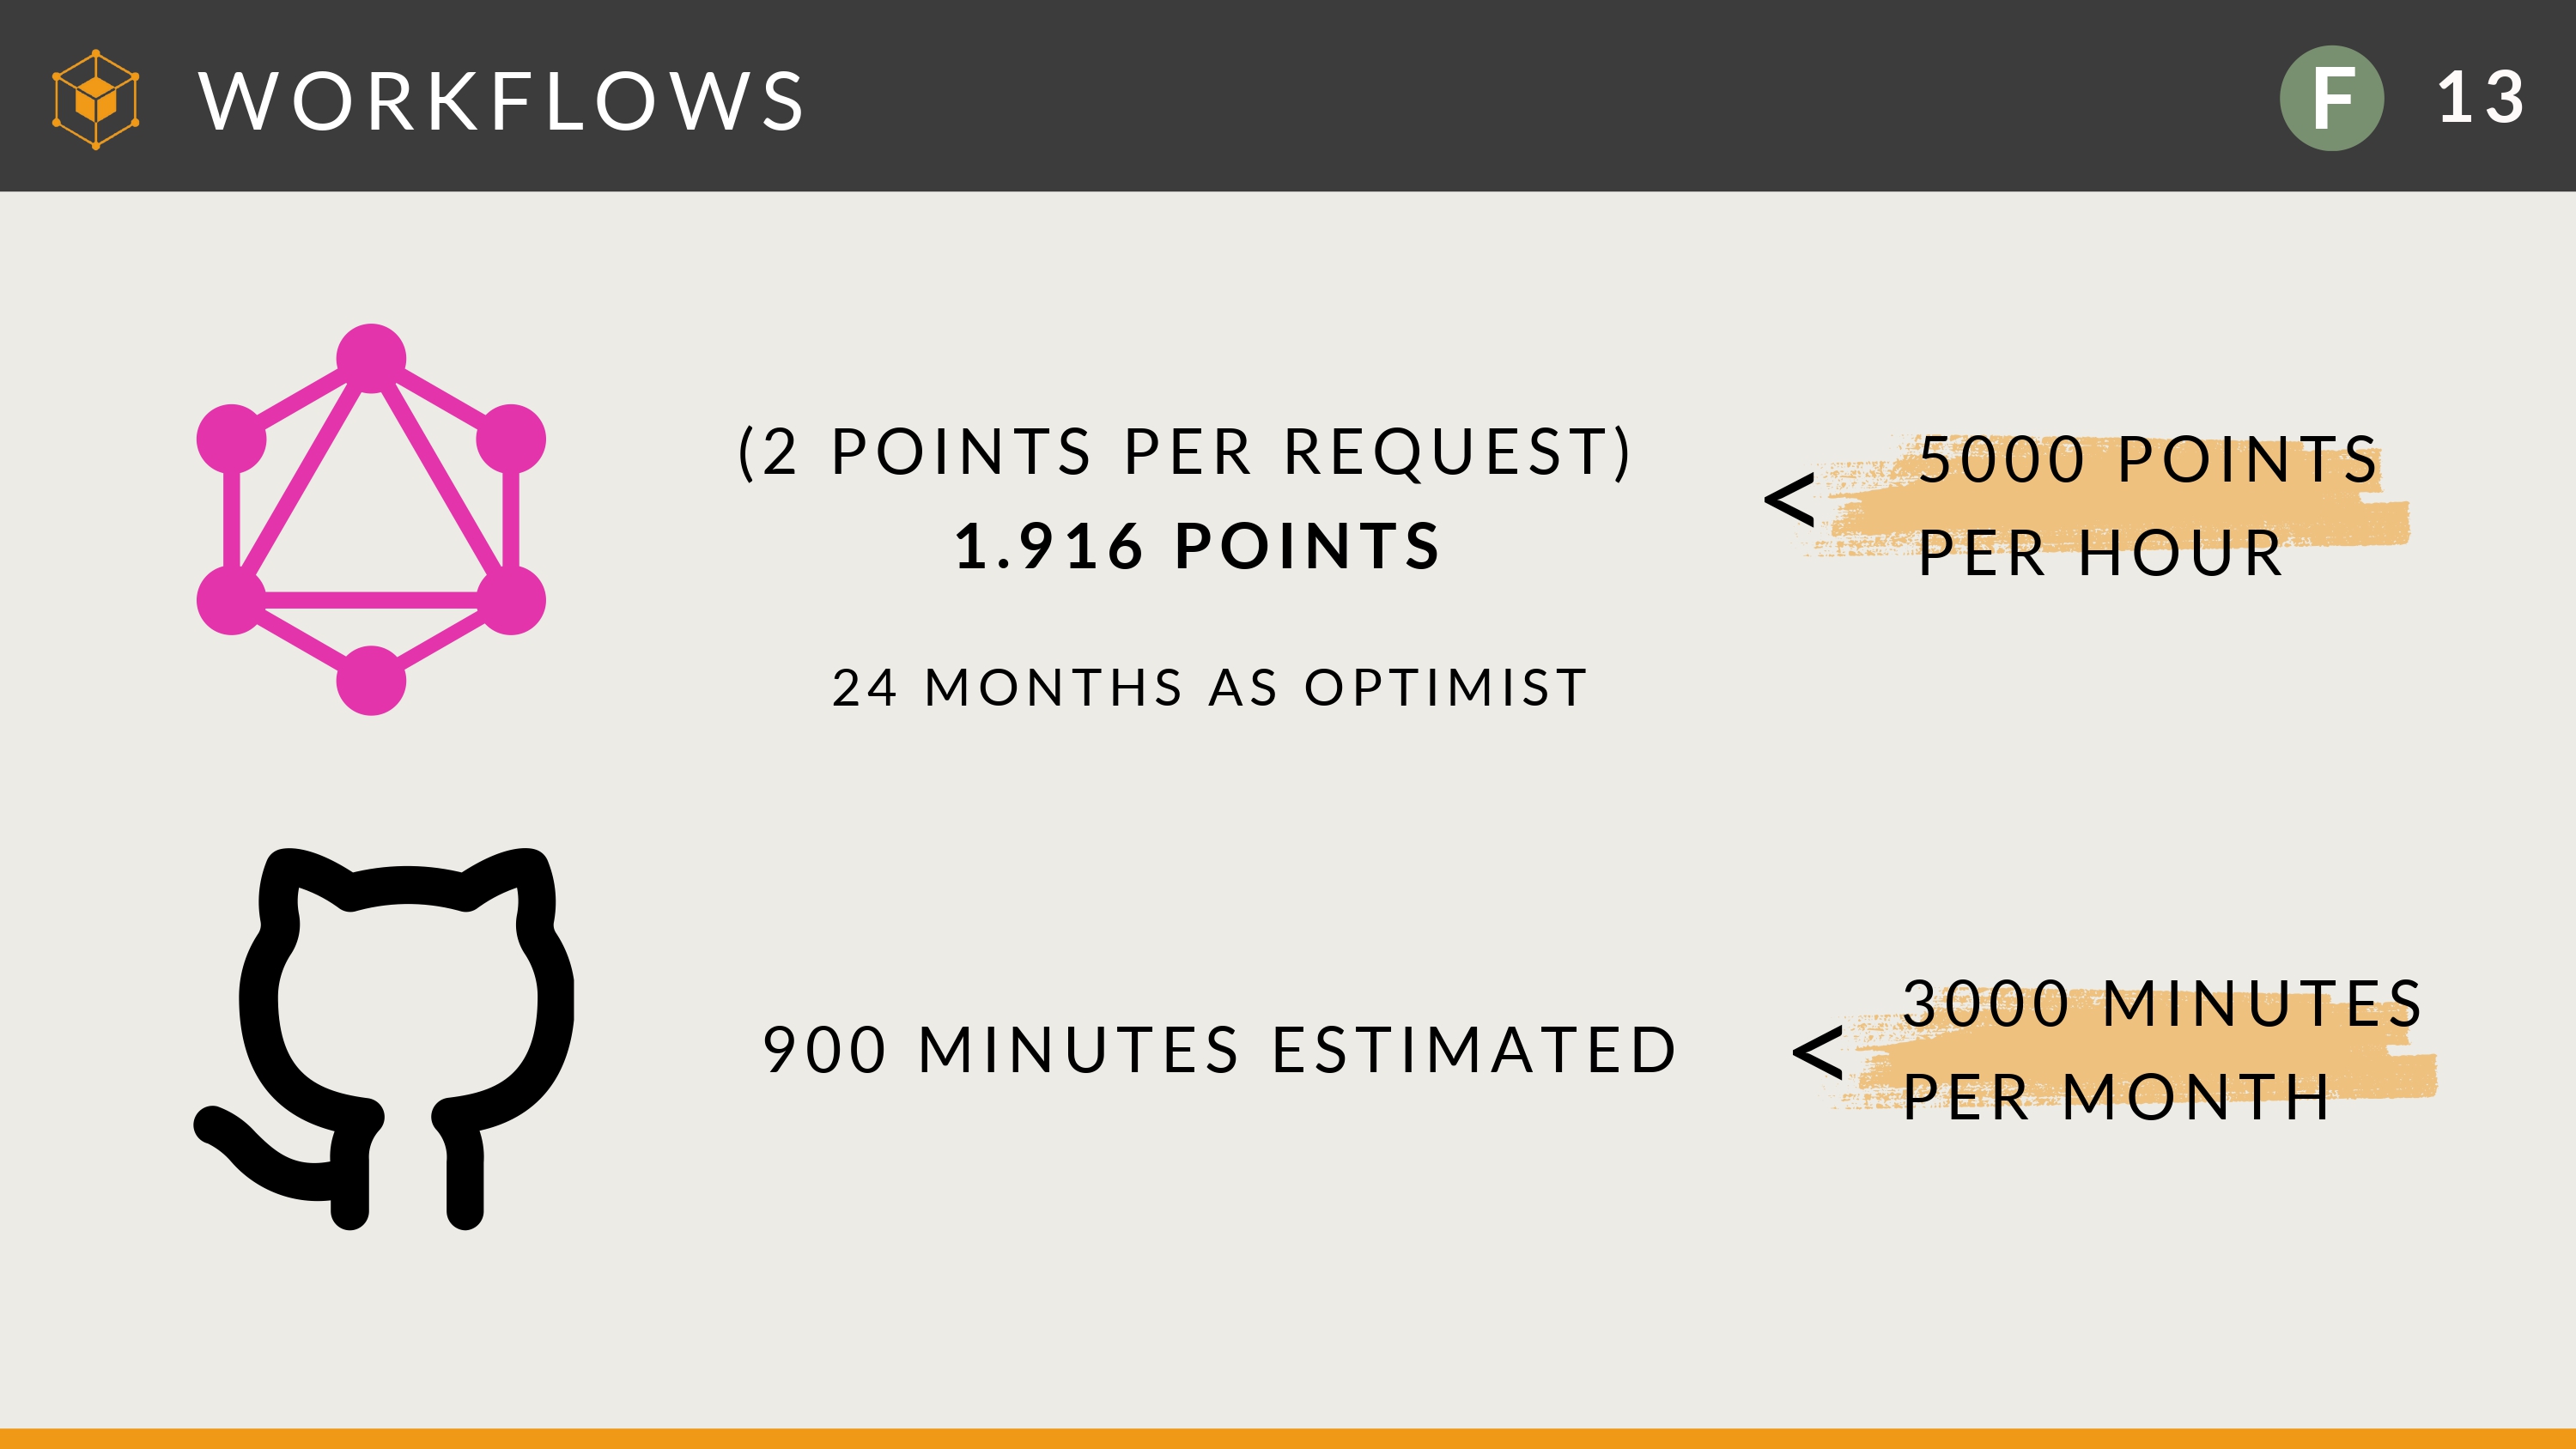 WORKFLOWS
F 13
(2 POINTS PER REQUEST)
1.916 POINTS
<
5000 POINTS
PER HOUR
24 MONTHS AS OPTIMIST
900 MINUTES ESTIMATED
<
3000 MINUTES
PER MONTH